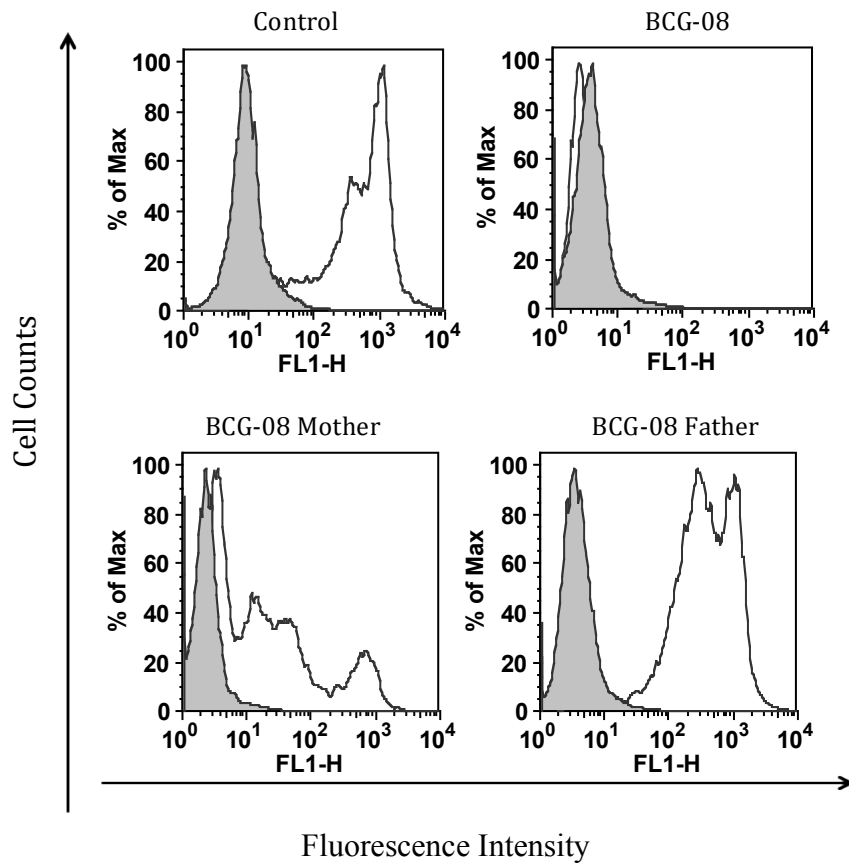 Control
BCG-08
100
80
60
40
20
0
% of Max
10^0 10^1 10^2 10^3 10^4
FL1-H
100
80
60
40
20
0
% of Max
10^0 10^1 10^2 10^3 10^4
FL1-H
Cell Counts
BCG-08 Mother
BCG-08 Father
100
80
60
40
20
0
% of Max
10^0 10^1 10^2 10^3 10^4
FL1-H
100
80
60
40
20
0
% of Max
10^0 10^1 10^2 10^3 10^4
FL1-H
Fluorescence Intensity